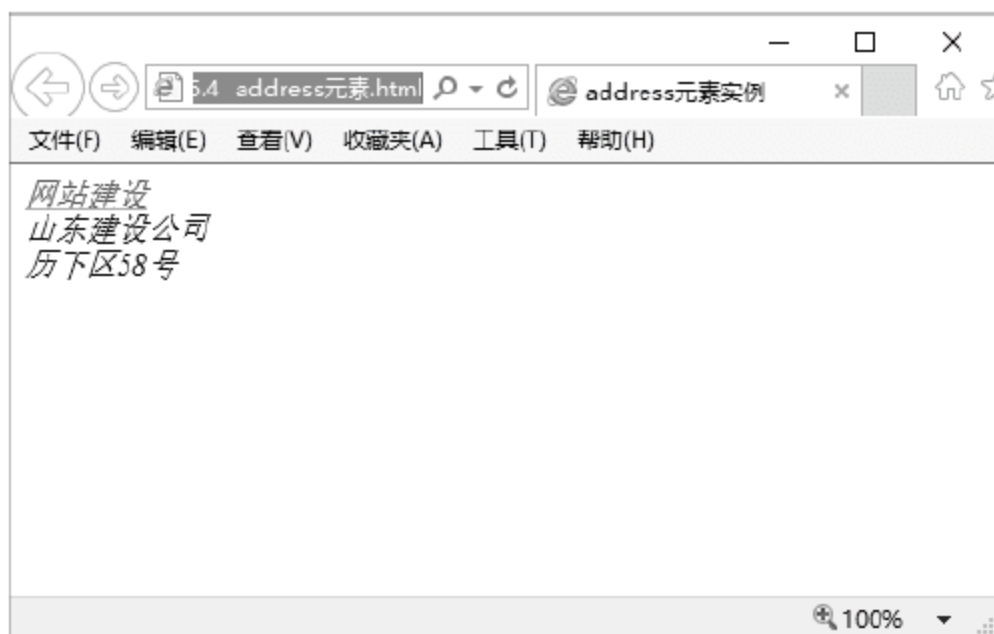 5.4 address元素.html
address元素实例
文件(F) 编辑(E) 查看(V) 收藏夹(A) 工具(T) 帮助(H)
网站建设
山东建设公司
历下区58号
100%